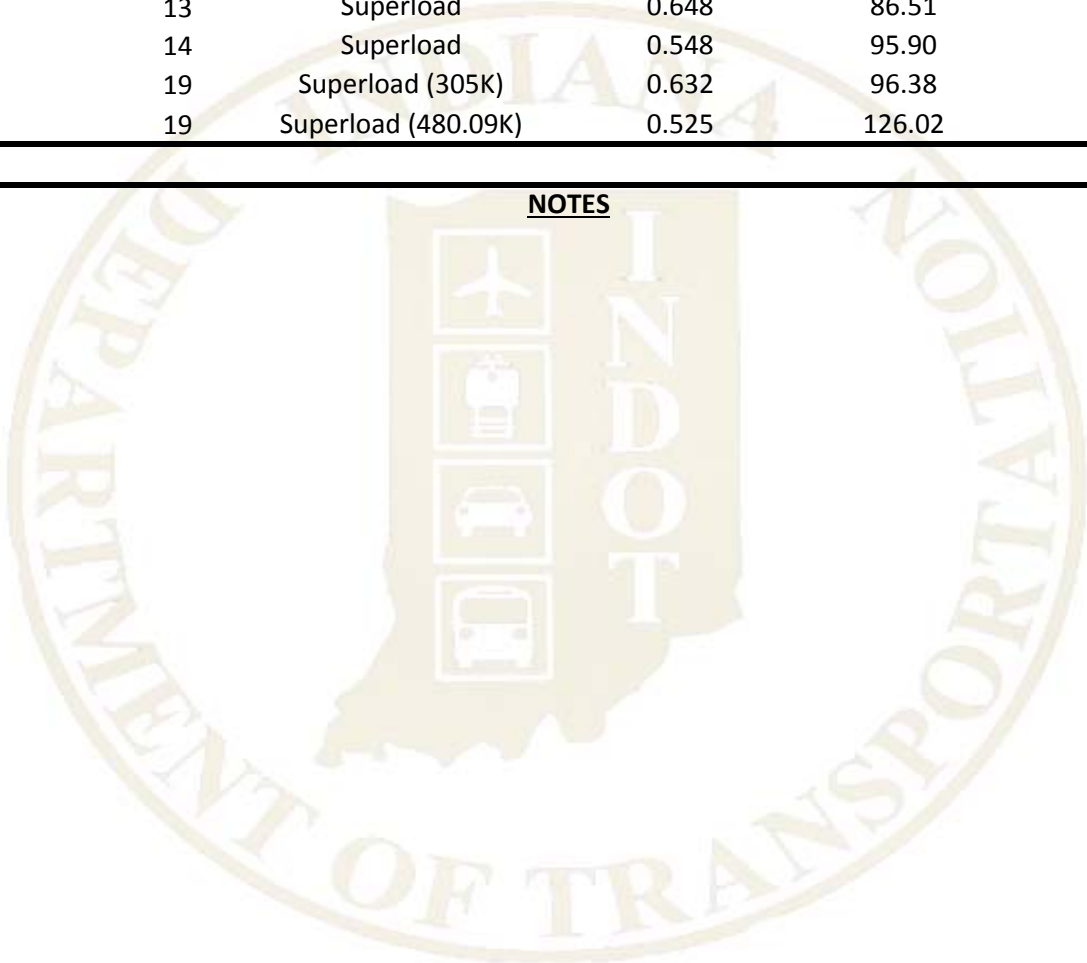 13 Superload 0.648 86.51
14 Superload 0.548 95.90
19 Superload (305K) 0.632 96.38
19 Superload (480.09K) 0.525 126.02
NOTES
INDIANA
DEPARTMENT OF TRANSPORTATION
INDOT